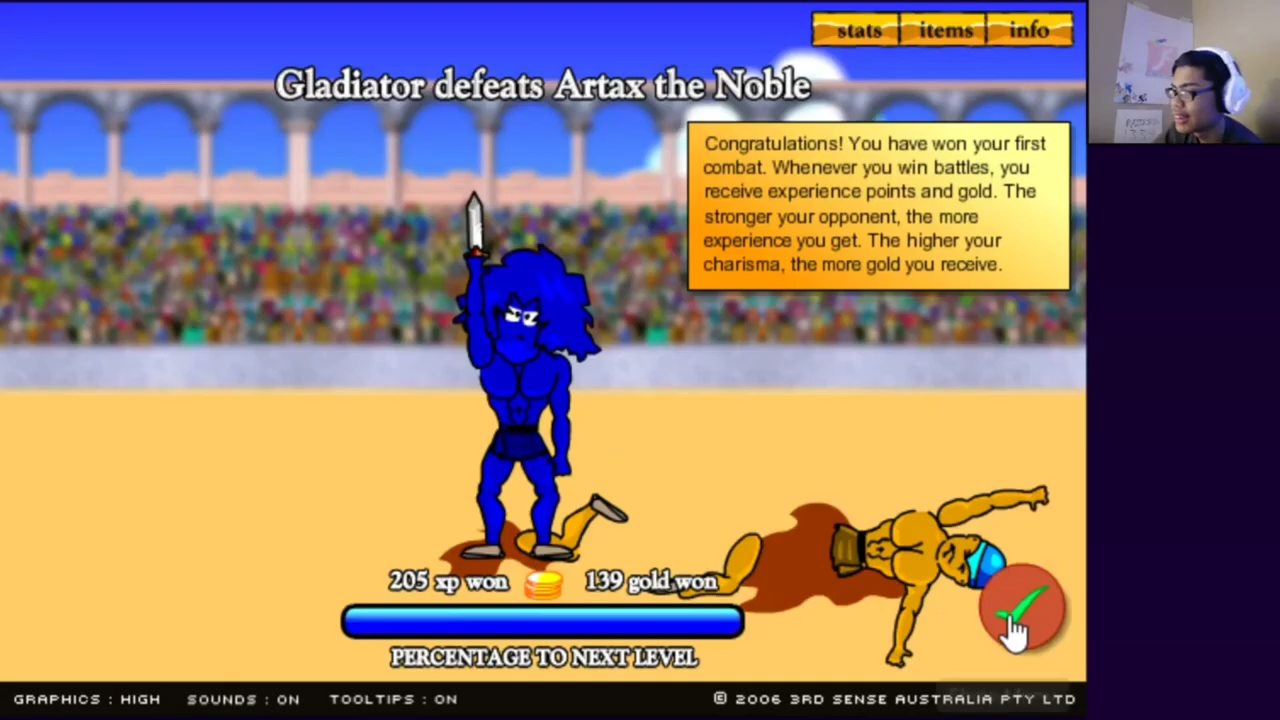 stats items info
Gladiator defeats Artax the Noble
Congratulations! You have won your first
combat. Whenever you win battles, you
receive experience points and gold. The
stronger your opponent, the more
experience you get. The higher your
charisma, the more gold you receive.
205 xp won 139 gold won
PERCENTAGE TO NEXT LEVEL
GRAPHICS : HIGH SOUNDS : ON TOOLTIPS : ON © 2006 3RD SENSE AUSTRALIA PTY LTD